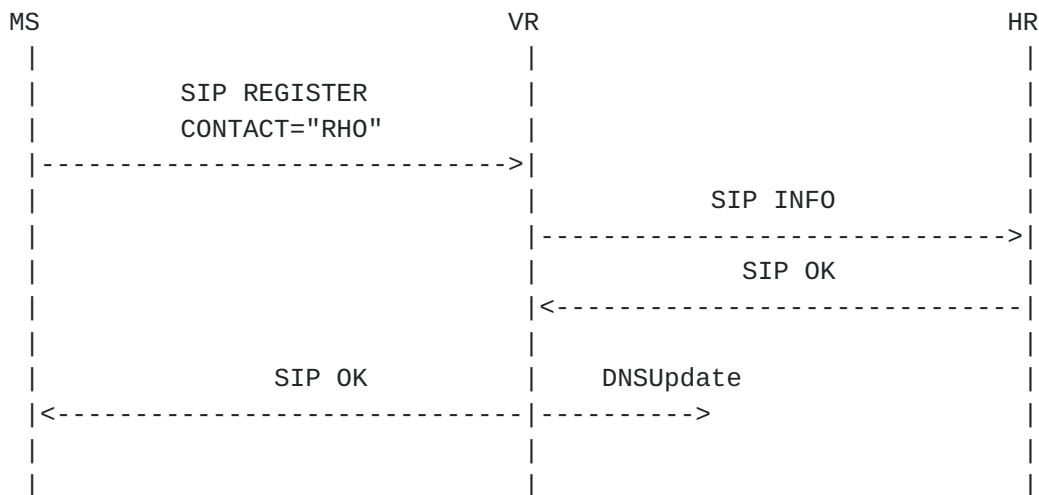 MS VR HR
SIP REGISTER
CONTACT="RHO"
SIP INFO
SIP OK
SIP OK DNSUpdate